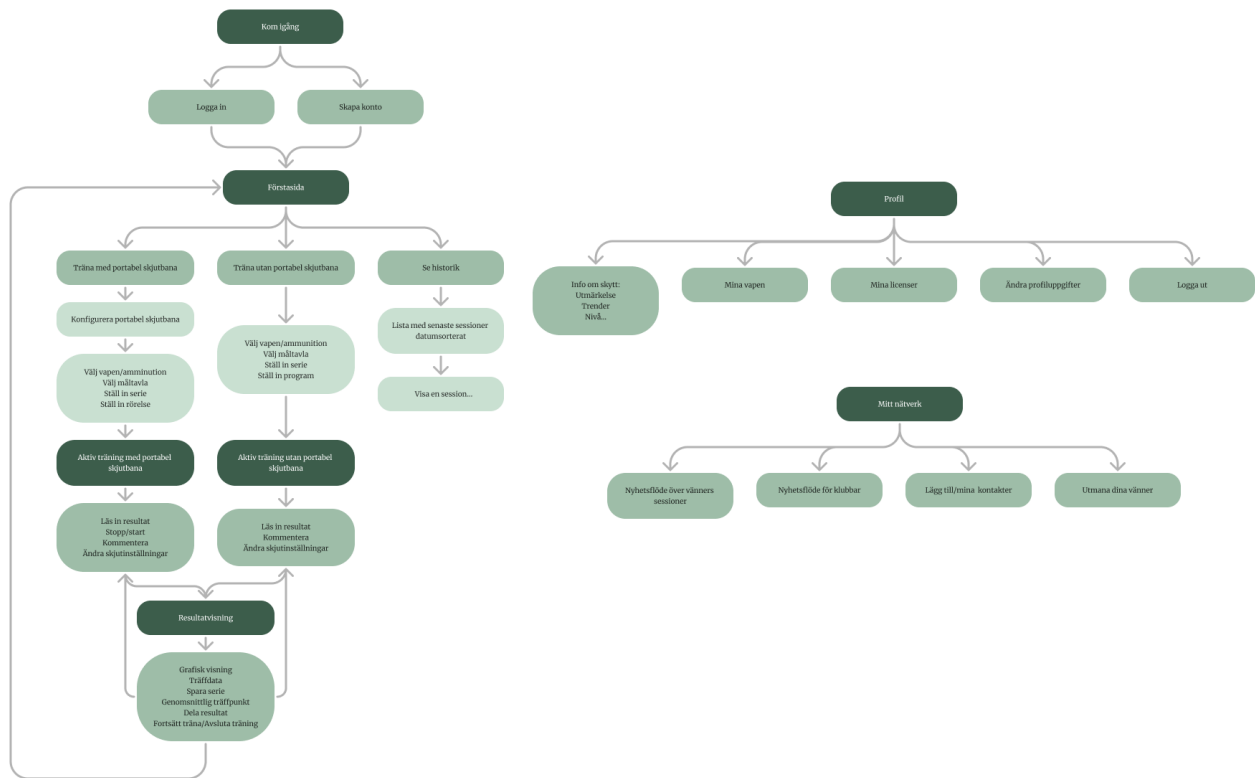 Kom igång
Logga in
Skapa konto
Förstasida
Träna med portabel skjutbana
Träna utan portabel skjutbana
Se historik
Konfigurera portabel skjutbana
Lista med senaste sessioner
datumsorterat
Välj vapen/amminution
Välj måltavla
Ställ in serie
Ställ in rörelse
Välj vapen/ammunition
Välj måltavla
Ställ in serie
Ställ in program
Visa en session...
Aktiv träning med portabel
skjutbana
Aktiv träning utan portabel
skjutbana
Läs in resultat
Stopp/start
Kommentera
Ändra skjutinställningar
Läs in resultat
Kommentera
Ändra skjutinställningar
Resultatvisning
Grafisk visning
Träffdata
Spara serie
Genomsnittlig träffpunkt
Dela resultat
Fortsätt träna/Avsluta träning
Profil
Info om skytt:
Utmärkelse
Trender
Nivå...
Mina vapen
Mina licenser
Ändra profiluppgifter
Logga ut
Mitt nätverk
Nyhetsflöde över vänners
sessioner
Nyhetsflöde för klubbar
Lägg till/mina kontakter
Utmana dina vänner